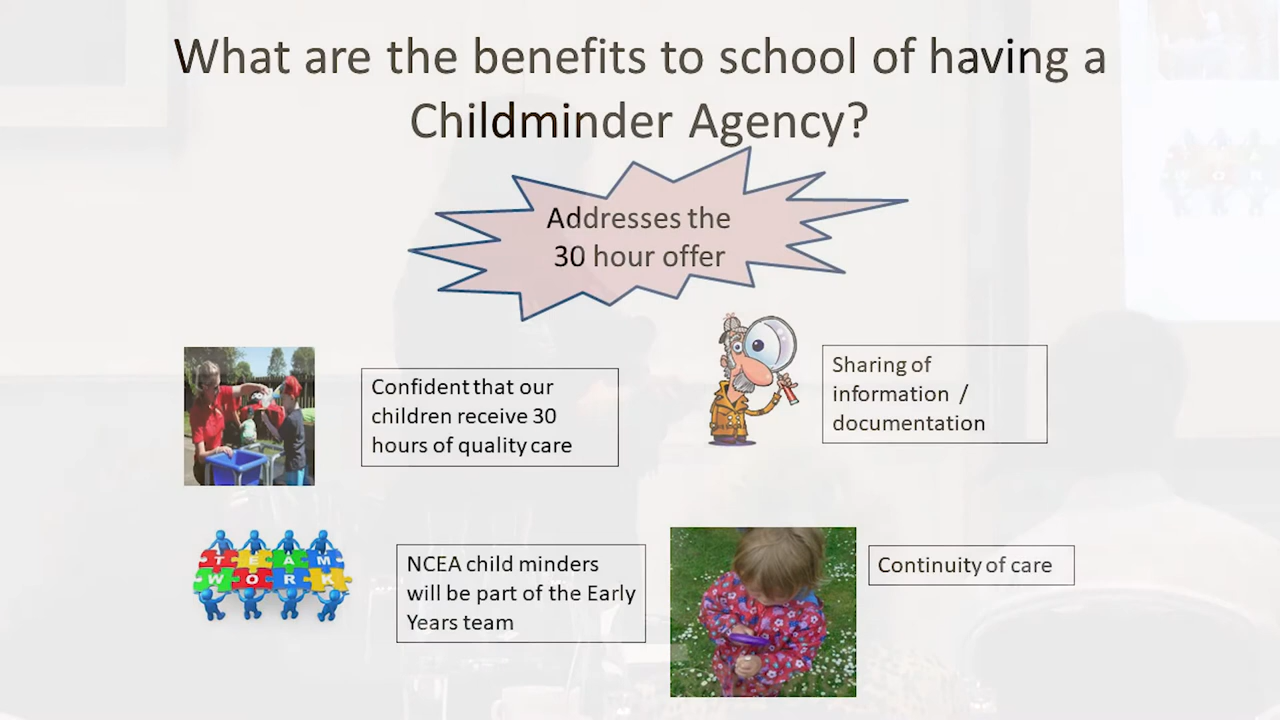 What are the benefits to school of having a
Childminder Agency?
Addresses the
30 hour offer
Confident that our
children receive 30
hours of quality care
Sharing of
information /
documentation
TEAM
WORK
NCEA child minders
will be part of the Early
Years team
Continuity of care